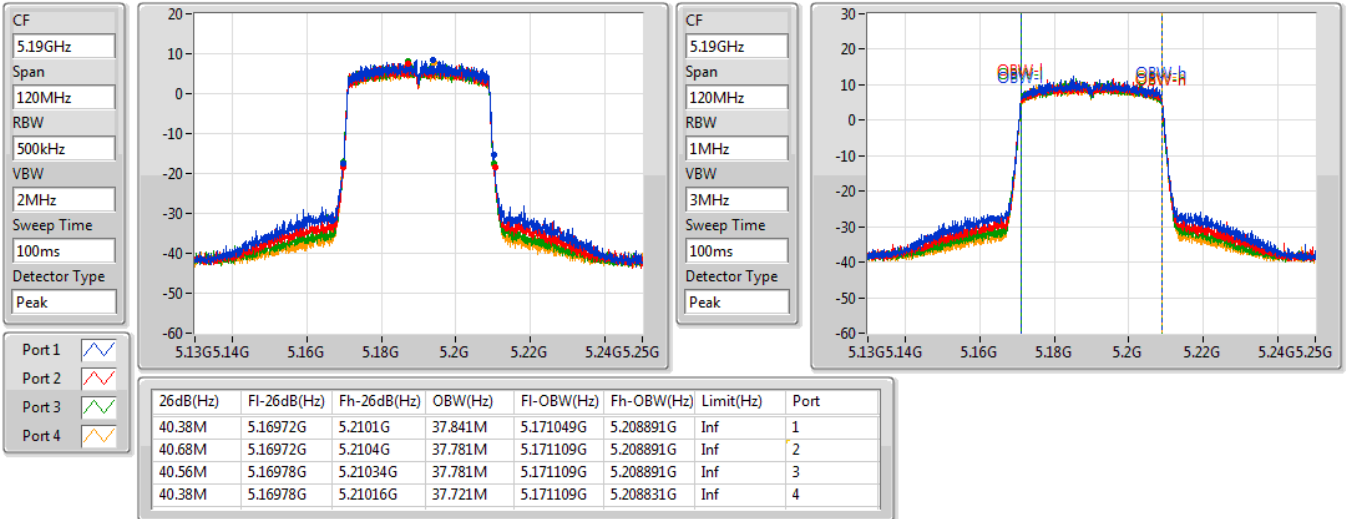 CF
5.19GHz
Span
120MHz
RBW
500kHz
VBW
2MHz
Sweep Time
100ms
Detector Type
Peak
20
10
0
-10
-20
-30
-40
-50
-60
5.13G 5.14G 5.16G 5.18G 5.2G 5.22G 5.24G 5.25G
CF
5.19GHz
Span
120MHz
RBW
1MHz
VBW
3MHz
Sweep Time
100ms
Detector Type
Peak
30
20
10
0
-10
-20
-30
-40
-50
-60
OBW-l OBW-h
5.13G 5.14G 5.16G 5.18G 5.2G 5.22G 5.24G 5.25G
Port 1
Port 2
Port 3
Port 4
26dB(Hz) Fl-26dB(Hz) Fh-26dB(Hz) OBW(Hz) Fl-OBW(Hz) Fh-OBW(Hz) Limit(Hz) Port
40.38M 5.16972G 5.2101G 37.841M 5.171049G 5.208891G Inf 1
40.68M 5.16972G 5.2104G 37.781M 5.171109G 5.208891G Inf 2
40.56M 5.16978G 5.21034G 37.781M 5.171109G 5.208891G Inf 3
40.38M 5.16978G 5.21016G 37.721M 5.171109G 5.208831G Inf 4